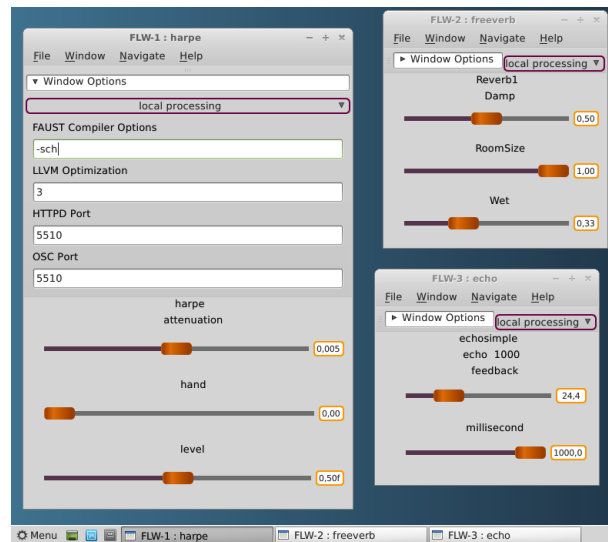 FLW-1 : harpe
File Window Navigate Help
▾ Window Options
local processing ▼
FAUST Compiler Options
-sch
LLVM Optimization
3
HTTPD Port
5510
OSC Port
5510
harpe
attenuation
0,005
hand
0,00
level
0,50f
FLW-2 : freeverb
File Window Navigate Help
▸ Window Options local processing ▼
Reverb1
Damp
0,50
RoomSize
1,00
Wet
0,33
FLW-3 : echo
File Window Navigate Help
▸ Window Options local processing ▼
echosimple
echo 1000
feedback
24,4
millisecond
1000,0
Menu FLW-1 : harpe FLW-2 : freeverb FLW-3 : echo